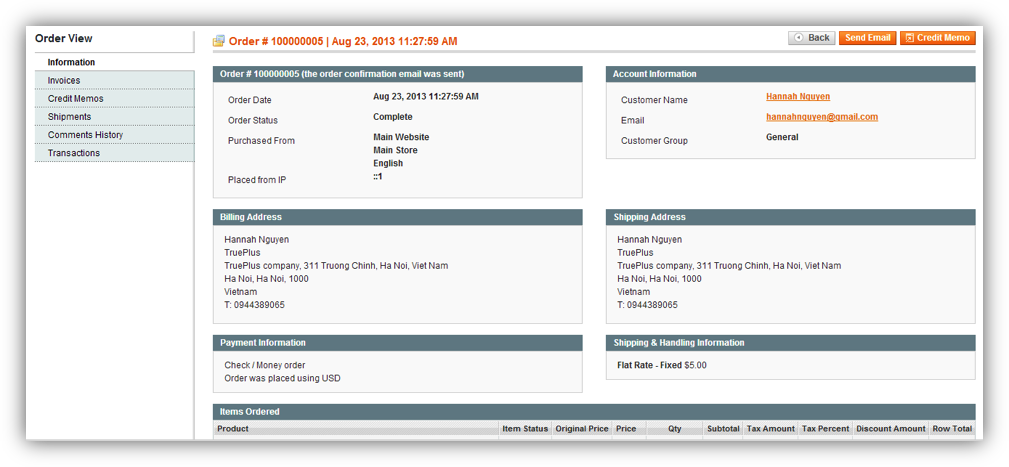 Order View
Information
Invoices
Credit Memos
Shipments
Comments History
Transactions
Order # 100000005 | Aug 23, 2013 11:27:59 AM
Back
Send Email
Credit Memo
Order # 100000005 (the order confirmation email was sent)
Order Date Aug 23, 2013 11:27:59 AM
Order Status Complete
Purchased From Main Website
Main Store
English
Placed from IP ::1
Account Information
Customer Name Hannah Nguyen
Email hannahnguyen@gmail.com
Customer Group General
Billing Address
Hannah Nguyen
TruePlus
TruePlus company, 311 Truong Chinh, Ha Noi, Viet Nam
Ha Noi, Ha Noi, 1000
Vietnam
T: 0944389065
Shipping Address
Hannah Nguyen
TruePlus
TruePlus company, 311 Truong Chinh, Ha Noi, Viet Nam
Ha Noi, Ha Noi, 1000
Vietnam
T: 0944389065
Payment Information
Check / Money order
Order was placed using USD
Shipping & Handling Information
Flat Rate - Fixed $5.00
Items Ordered
Product Item Status Original Price Price Qty Subtotal Tax Amount Tax Percent Discount Amount Row Total